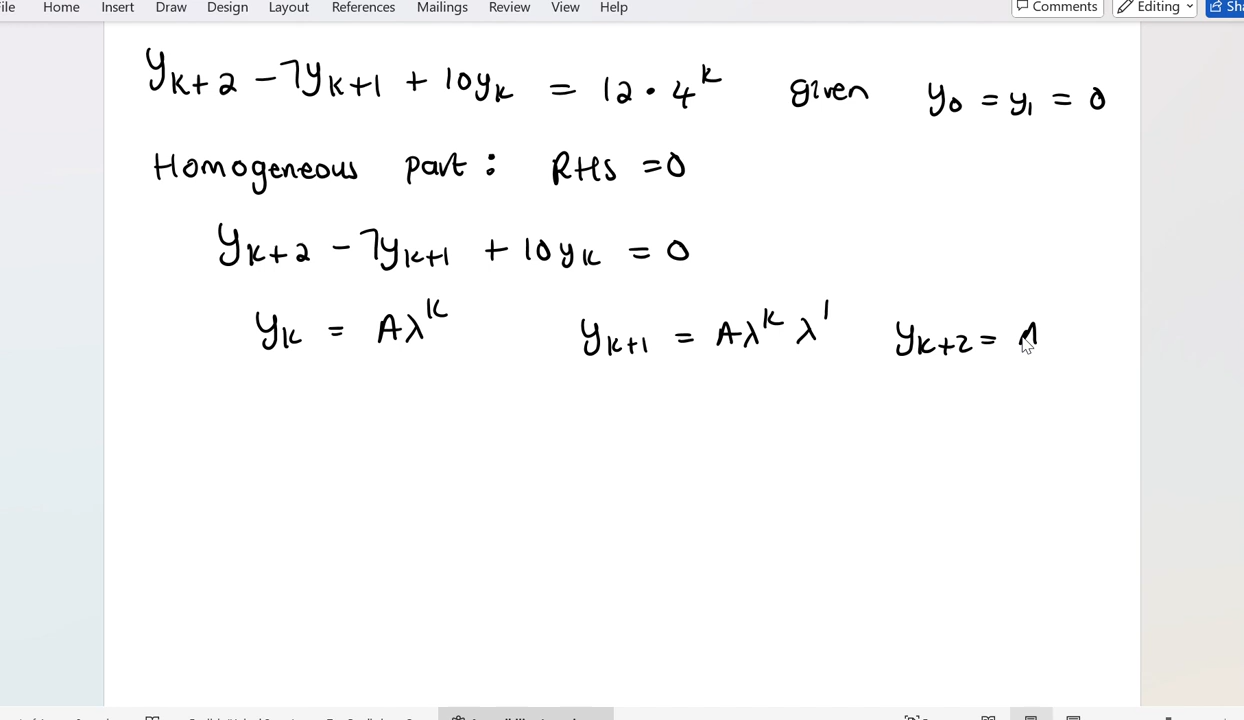 Home Insert Draw Design Layout References Mailings Review View Help Comments Editing
y_{k+2} - 7y_{k+1} + 10y_k = 12 · 4^k given y_0 = y_1 = 0
Homogeneous part : RHS = 0
y_{k+2} - 7y_{k+1} + 10y_k = 0
y_k = Aλ^k y_{k+1} = Aλ^k λ^1 y_{k+2} = A